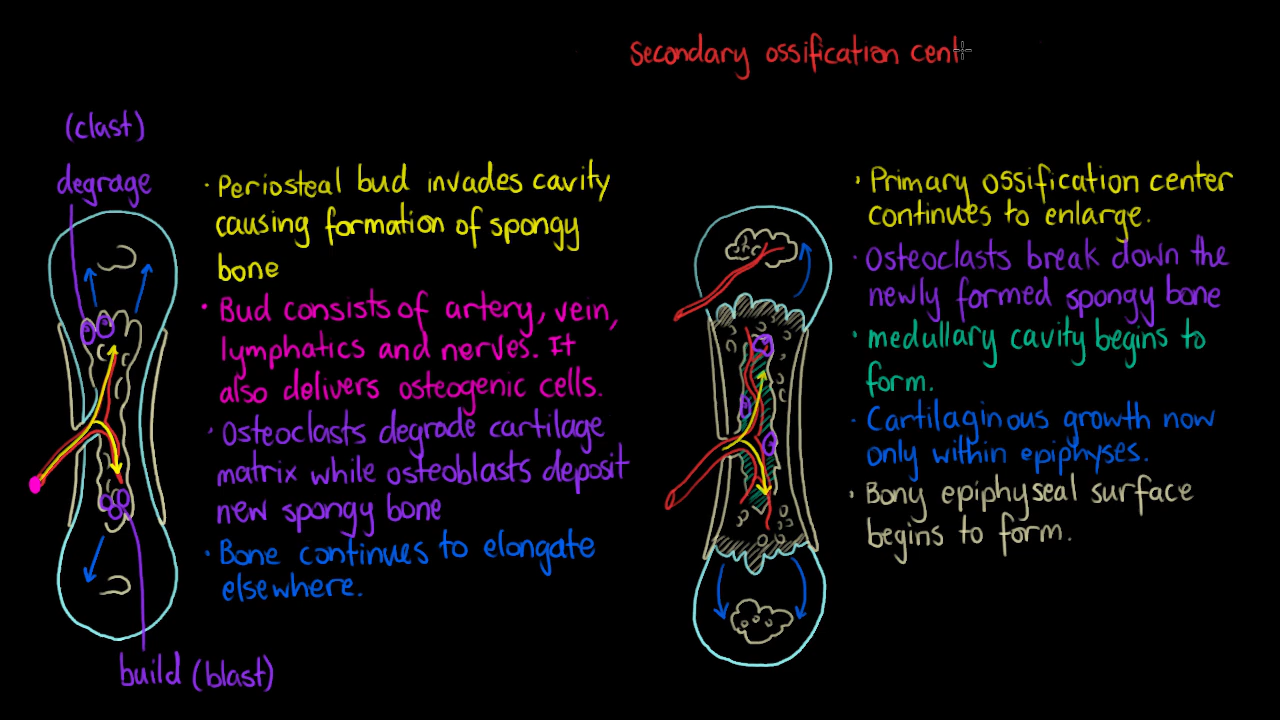 Secondary ossification cent
(clast)
degrage
• Periosteal bud invades cavity
causing formation of spongy
bone
• Bud consists of artery, vein,
lymphatics and nerves. It
also delivers osteogenic cells.
• Osteoclasts degrade cartilage
matrix while osteoblasts deposit
new spongy bone
• Bone continues to elongate
elsewhere.
build (blast)
• Primary ossification center
continues to enlarge.
• Osteoclasts break down the
newly formed spongy bone
• medullary cavity begins to
form.
• Cartilaginous growth now
only within epiphyses.
• Bony epiphyseal surface
begins to form.